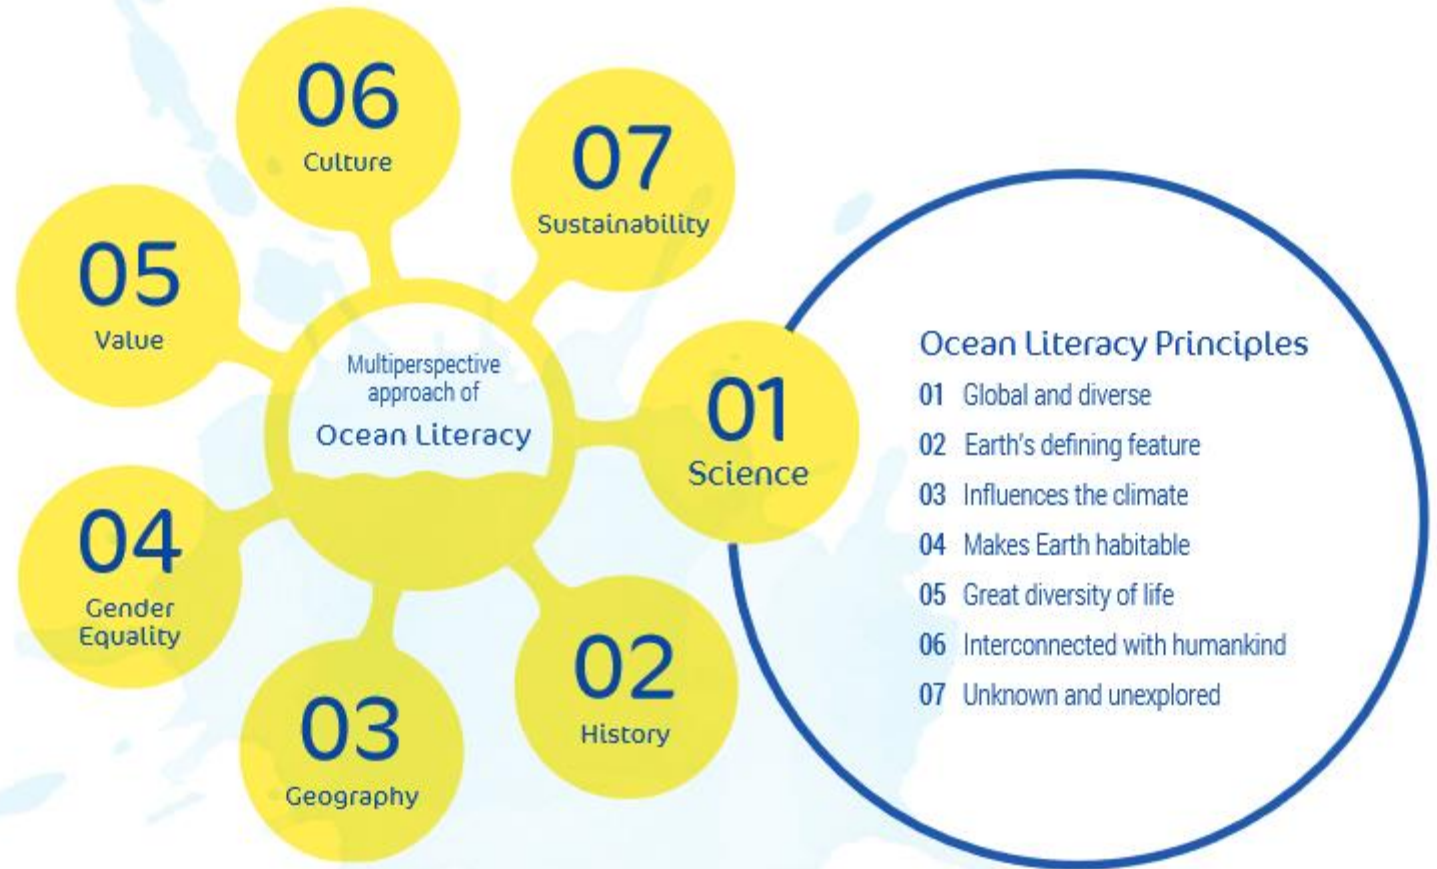 06
Culture
07
Sustainability
05
Value
Multiperspective
approach of
Ocean Literacy
01
Science
04
Gender
Equality
03
Geography
02
History
Ocean Literacy Principles
01 Global and diverse
02 Earth's defining feature
03 Influences the climate
04 Makes Earth habitable
05 Great diversity of life
06 Interconnected with humankind
07 Unknown and unexplored